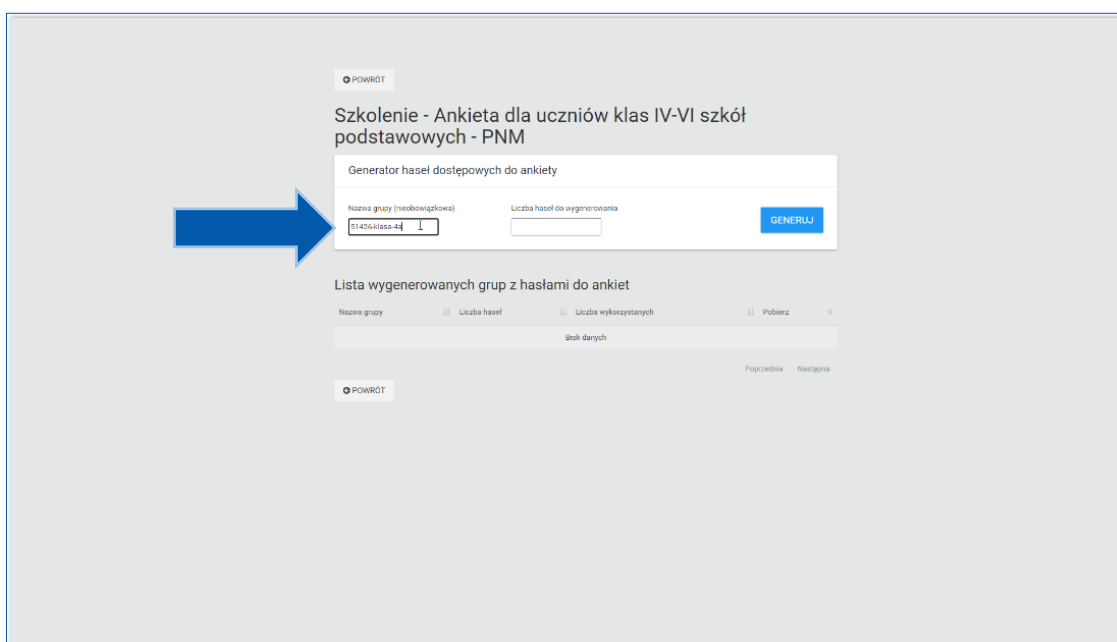 POWRÓT
Szkolenie - Ankieta dla uczniów klas IV-VI szkół
podstawowych - PNM
Generator haseł dostępowych do ankiety
Nazwa grupy (nieobowiązkowa) Liczba haseł do wygenerowania
51426-klasa-4a
GENERUJ
Lista wygenerowanych grup z hasłami do ankiet
Nazwa grupy Liczba haseł Liczba wykorzystanych Pobierz
Brak danych
Poprzednia Następna
POWRÓT